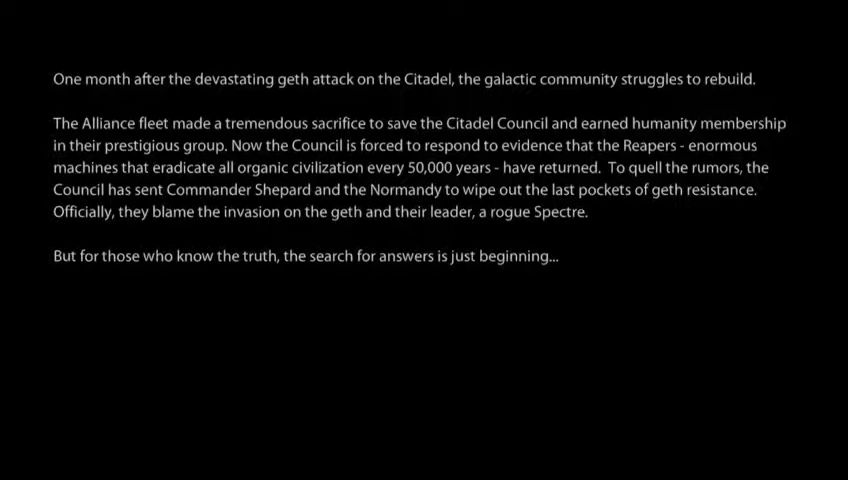 One month after the devastating geth attack on the Citadel, the galactic community struggles to rebuild.
The Alliance fleet made a tremendous sacrifice to save the Citadel Council and earned humanity membership
in their prestigious group. Now the Council is forced to respond to evidence that the Reapers - enormous
machines that eradicate all organic civilization every 50,000 years - have returned.  To quell the rumors, the
Council has sent Commander Shepard and the Normandy to wipe out the last pockets of geth resistance.
Officially, they blame the invasion on the geth and their leader, a rogue Spectre.
But for those who know the truth, the search for answers is just beginning...